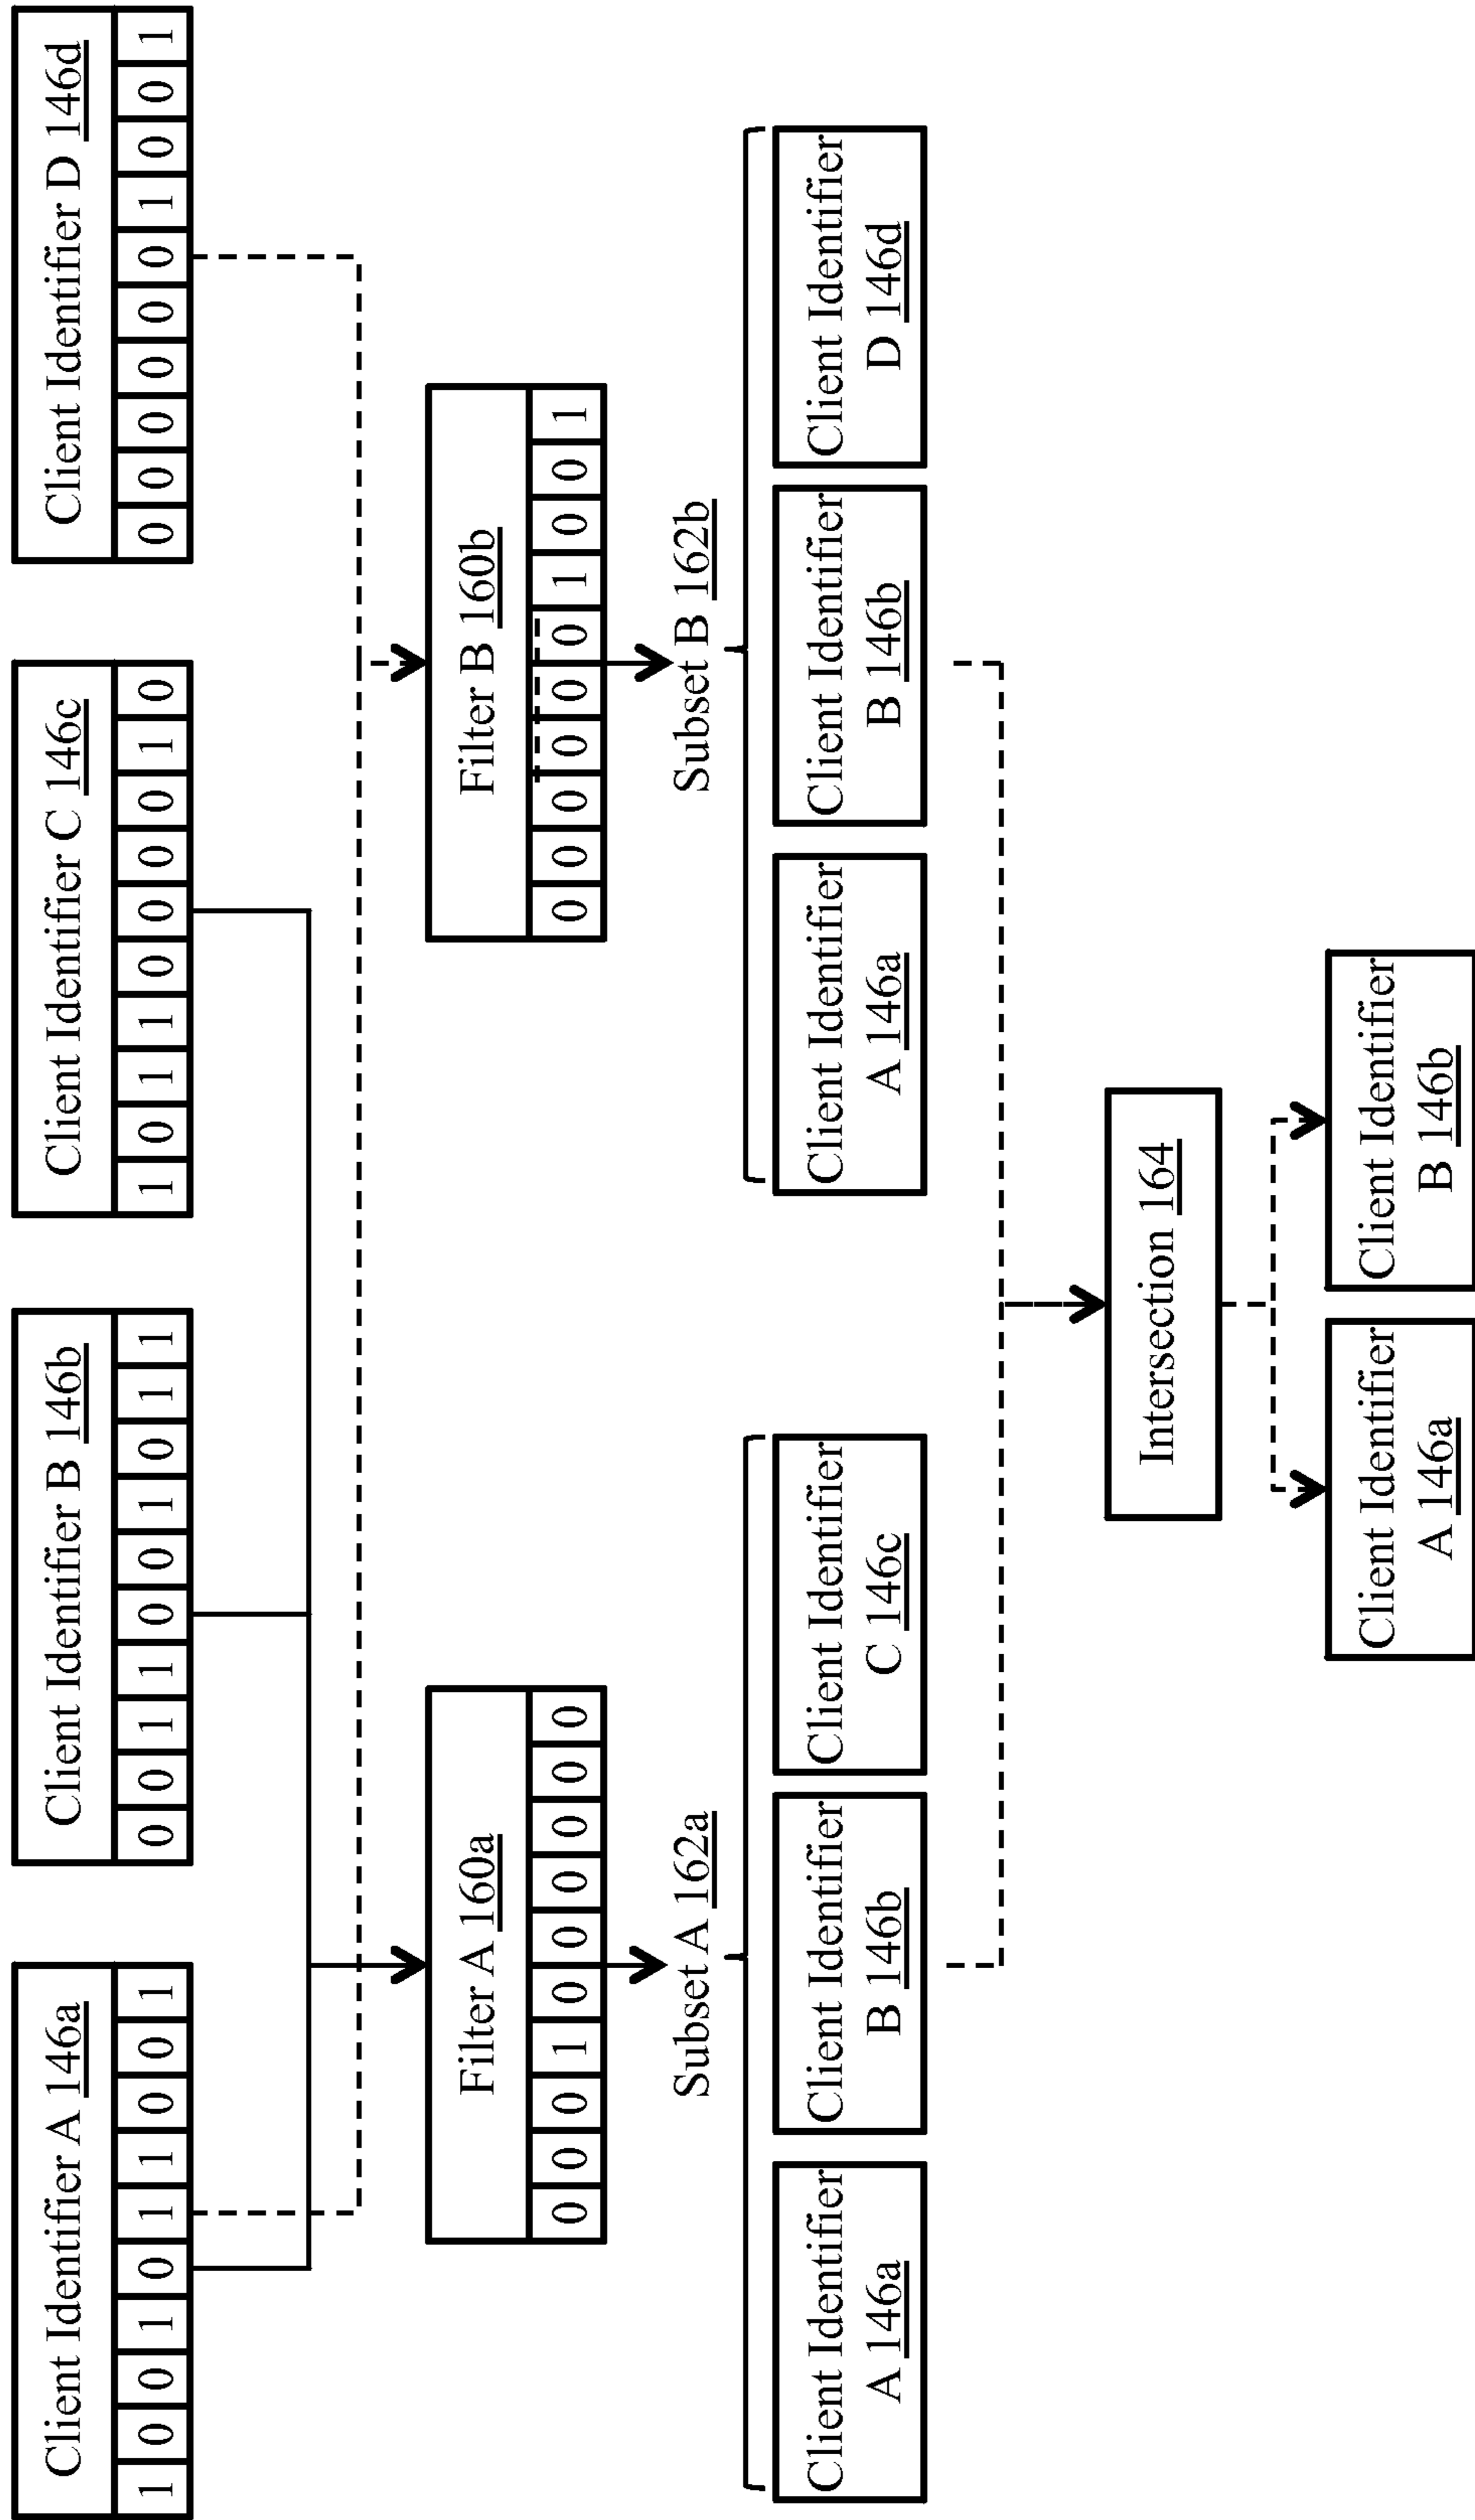 Client Identifier A 146a
1 0 0 1 0 1 1 0 0 1
Client Identifier B 146b
0 0 1 1 0 0 1 0 1 1
Client Identifier C 146c
1 0 1 1 0 0 0 0 1 0
Client Identifier D 146d
0 0 0 0 0 0 1 0 0 1
Filter A 160a
0 0 0 1 0 0 0 0 0 0
Filter B 160b
0 0 0 0 0 0 1 0 0 1
Subset A 162a
Subset B 162b
Client Identifier
A 146a
Client Identifier
B 146b
Client Identifier
C 146c
Client Identifier
A 146a
Client Identifier
B 146b
Client Identifier
D 146d
Intersection 164
Client Identifier
A 146a
Client Identifier
B 146b